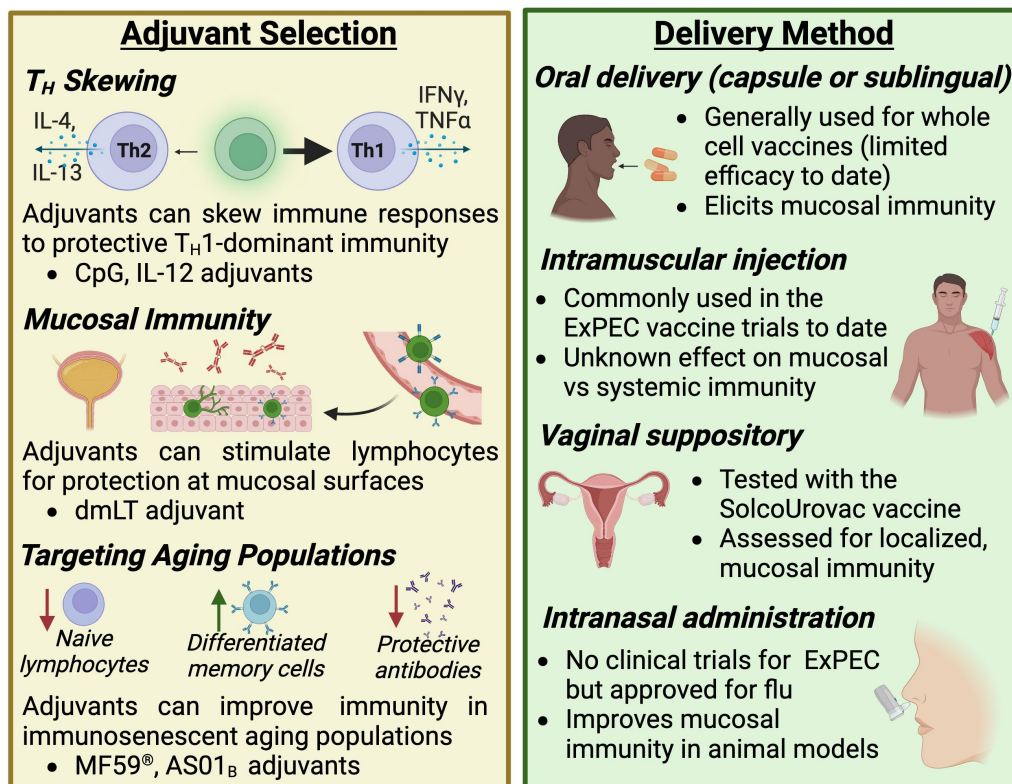 Adjuvant Selection
T_H Skewing
IL-4,
IL-13
Th2
Th1
IFNγ,
TNFα
Adjuvants can skew immune responses
to protective T_H1-dominant immunity
• CpG, IL-12 adjuvants
Mucosal Immunity
Adjuvants can stimulate lymphocytes
for protection at mucosal surfaces
• dmLT adjuvant
Targeting Aging Populations
Naive
lymphocytes
Differentiated
memory cells
Protective
antibodies
Adjuvants can improve immunity in
immunosenescent aging populations
• MF59®, AS01_B adjuvants
Delivery Method
Oral delivery (capsule or sublingual)
• Generally used for whole
cell vaccines (limited
efficacy to date)
• Elicits mucosal immunity
Intramuscular injection
• Commonly used in the
ExPEC vaccine trials to date
• Unknown effect on mucosal
vs systemic immunity
Vaginal suppository
• Tested with the
SolcoUrovac vaccine
• Assessed for localized,
mucosal immunity
Intranasal administration
• No clinical trials for ExPEC
but approved for flu
• Improves mucosal
immunity in animal models